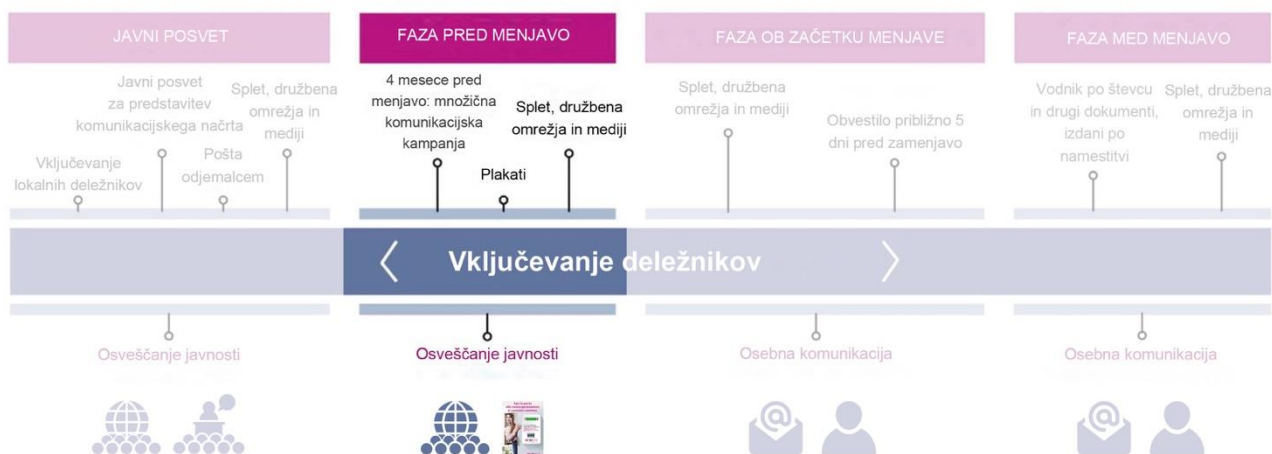 JAVNI POSVET
Javni posvet
za predstavitev
komunikacijskega načrta
Splet, družbena
omrežja in
mediji
Vključevanje
lokalnih deležnikov
Pošta
odjemalcem
FAZA PRED MENJAVO
4 mesece pred
menjavo: množična
komunikacijska
kampanja
Splet, družbena
omrežja in mediji
Plakati
FAZA OB ZAČETKU MENJAVE
Splet, družbena
omrežja in mediji
Obvestilo približno 5
dni pred zamenjavo
FAZA MED MENJAVO
Vodnik po števcu
in drugi dokumenti,
izdani po
namestitvi
Splet, družbena
omrežja in
mediji
Vključevanje deležnikov
Osveščanje javnosti
Osveščanje javnosti
Osebna komunikacija
Osebna komunikacija